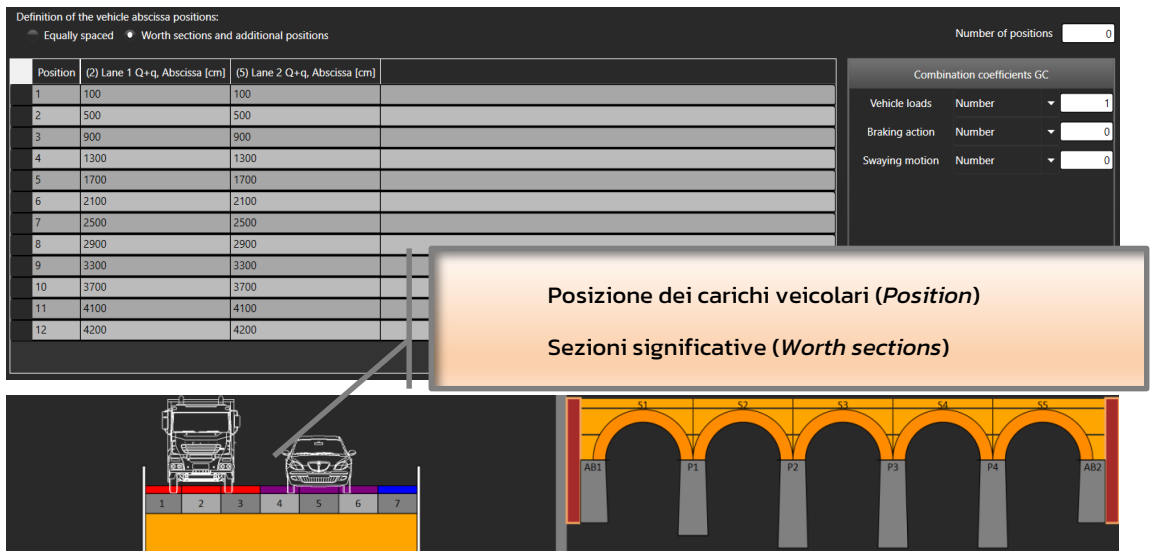 Definition of the vehicle abscissa positions:
Equally spaced Worth sections and additional positions
Number of positions 0
Position (2) Lane 1 Q+q, Abscissa [cm] (5) Lane 2 Q+q, Abscissa [cm]
1 100 100
2 500 500
3 900 900
4 1300 1300
5 1700 1700
6 2100 2100
7 2500 2500
8 2900 2900
9 3300 3300
10 3700 3700
11 4100 4100
12 4200 4200
Combination coefficients GC
Vehicle loads Number 1
Braking action Number 0
Swaying motion Number 0
Posizione dei carichi veicolari (Position)
Sezioni significative (Worth sections)
1 2 3 4 5 6 7
S1 S2 S3 S4 S5
AB1 P1 P2 P3 P4 AB2